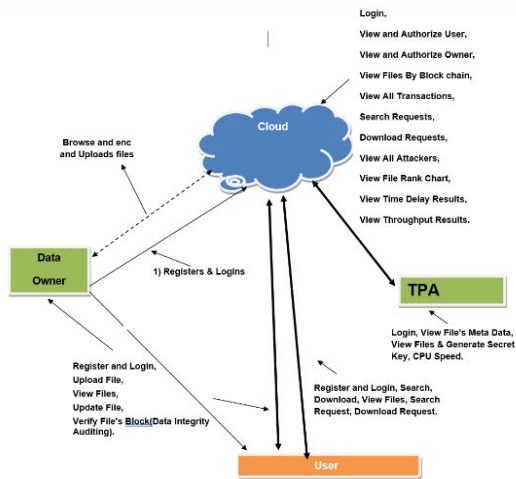 Login,
View and Authorize User,
View and Authorize Owner,
View Files By Block chain,
View All Transactions,
Search Requests,
Download Requests,
View All Attackers,
View File Rank Chart,
View Time Delay Results,
View Throughput Results.
Cloud
Browse and enc
and Uploads files
Data
Owner
1) Registers & Logins
TPA
Login, View File's Meta Data,
View Files & Generate Secret
Key, CPU Speed.
Register and Login,
Upload File,
View Files,
Update File,
Verify File's Block(Data Integrity
Auditing).
Register and Login, Search,
Download, View Files, Search
Request, Download Request.
User